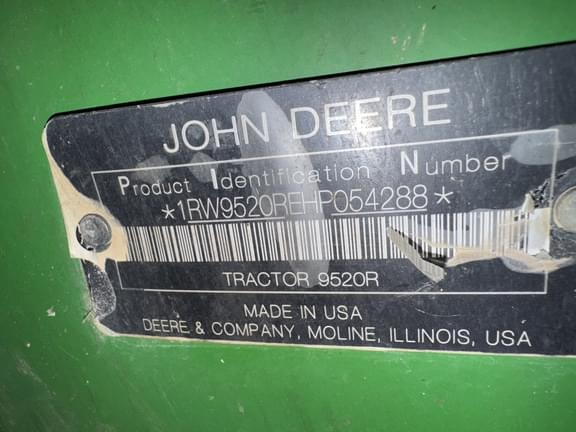 JOHN DEERE
Product Identification Number
*1RW9520REHP054288*
TRACTOR 9520R
MADE IN USA
DEERE & COMPANY, MOLINE, ILLINOIS, USA